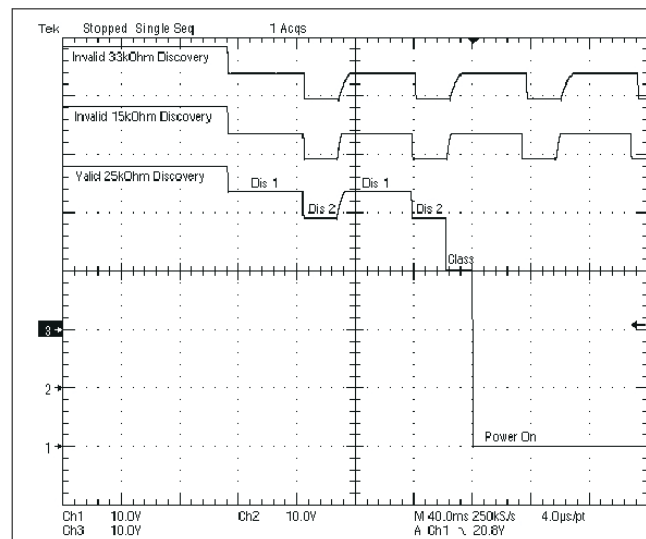 Tek Stopped Single Seq 1 Acqs
Invalid 33kOhm Discovery
Invalid 15kOhm Discovery
Valid 25kOhm Discovery
Dis 1 Dis 1
Dis 2 Dis 2
Class
3
2
1
Power On
Ch1 10.0V Ch2 10.0V M 40.0ms 250kS/s 4.0µs/pt
Ch3 10.0V A Ch1 \ 20.8V